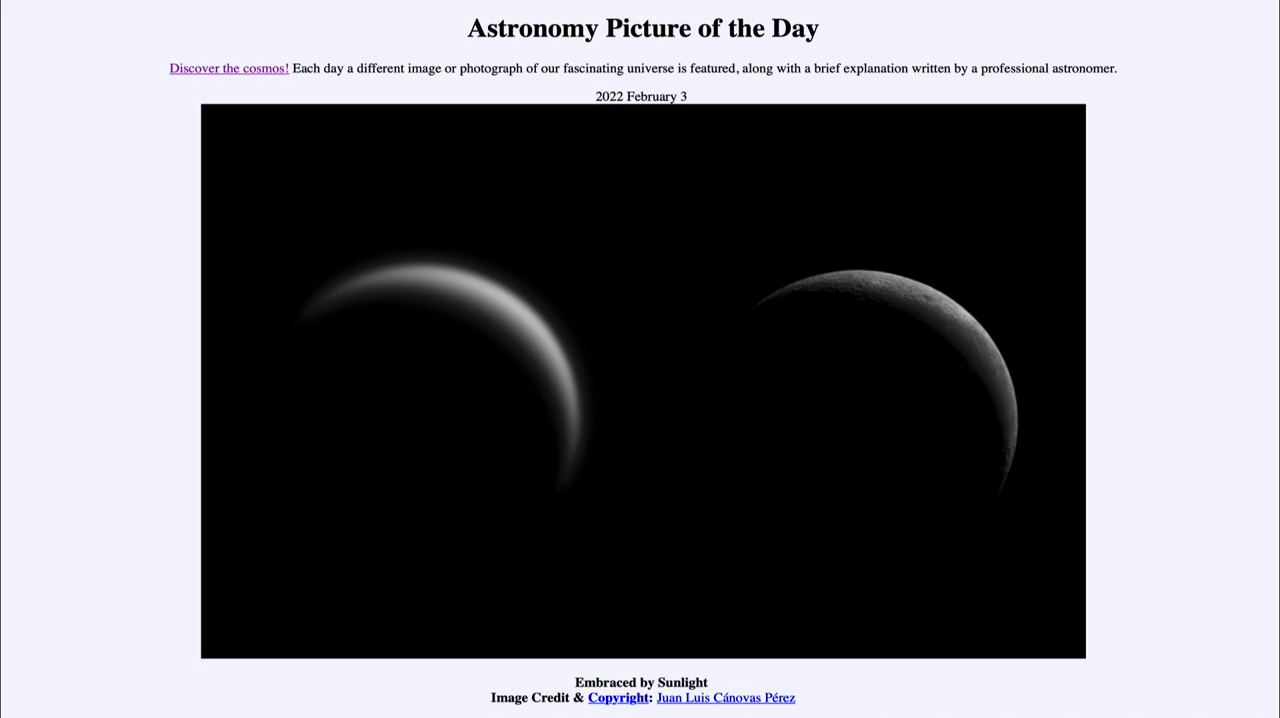 Astronomy Picture of the Day
Discover the cosmos! Each day a different image or photograph of our fascinating universe is featured, along with a brief explanation written by a professional astronomer.
2022 February 3
Embraced by Sunlight
Image Credit & Copyright: Juan Luis Cánovas Pérez